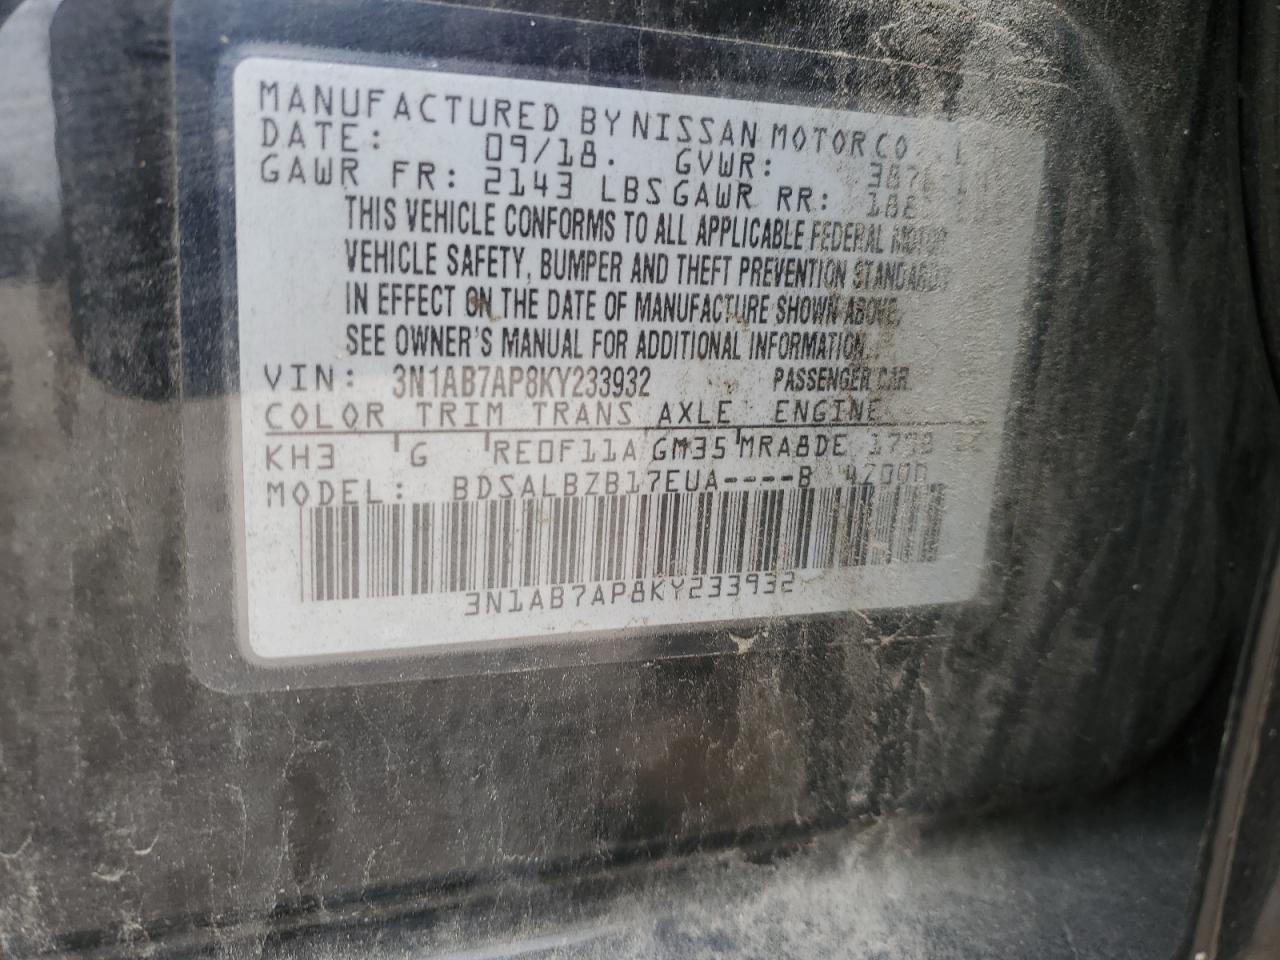 MANUFACTURED BY NISSAN MOTOR CO
DATE: 09/18. GVWR:
GAWR FR: 2143 LBS GAWR RR:
THIS VEHICLE CONFORMS TO ALL APPLICABLE FEDERAL MOTOR
VEHICLE SAFETY, BUMPER AND THEFT PREVENTION STANDARDS
IN EFFECT ON THE DATE OF MANUFACTURE SHOWN ABOVE.
SEE OWNER'S MANUAL FOR ADDITIONAL INFORMATION.
VIN: 3N1AB7AP8KY233932 PASSENGER CAR
COLOR TRIM TRANS AXLE ENGINE
KH3 G RE0F11A GM35 MRA8DE
MODEL: BDSALBZB17EUA----B
3N1AB7AP8KY233932